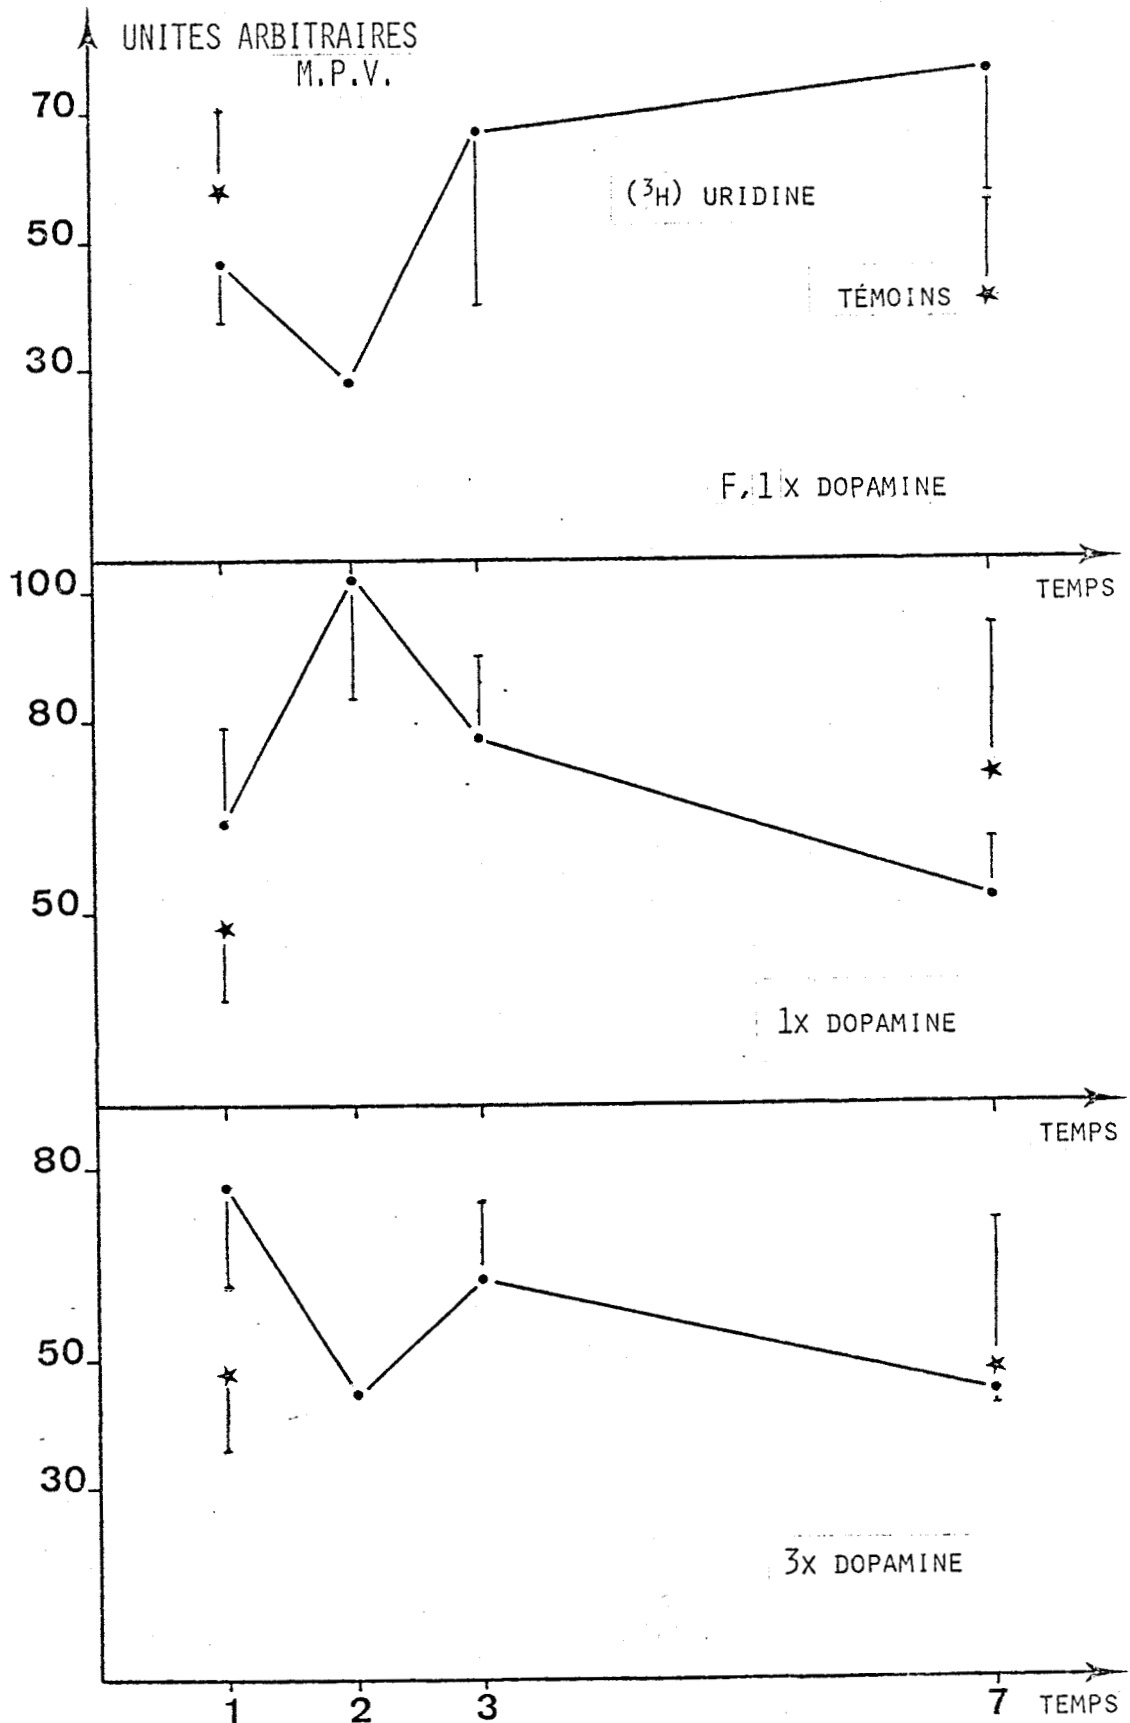 UNITES ARBITRAIRES
M.P.V.
70
50
30
(³H) URIDINE
TÉMOINS
F,1x DOPAMINE
TEMPS
100
80
50
1x DOPAMINE
TEMPS
80
50
30
3x DOPAMINE
1 2 3 7 TEMPS